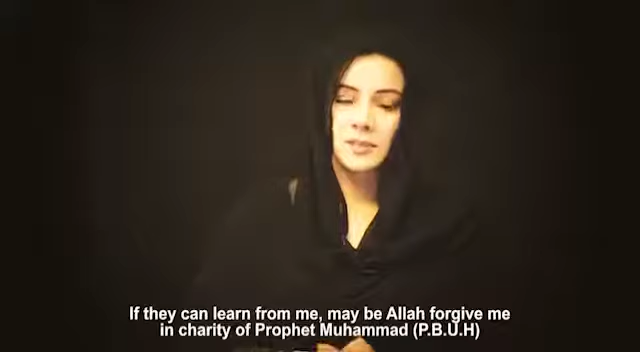 If they can learn from me, may be Allah forgive me
in charity of Prophet Muhammad (P.B.U.H)